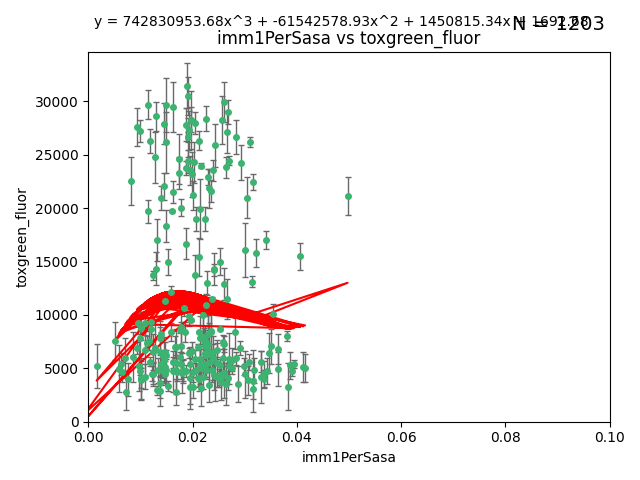 y = 742830953.68x^3 + -61542578.93x^2 + 1450815.34x +
N = 1203
imm1PerSasa vs toxgreen_fluor
30000
25000
20000
15000
10000
5000
0
toxgreen_fluor
0.00 0.02 0.04 0.06 0.08 0.10
imm1PerSasa